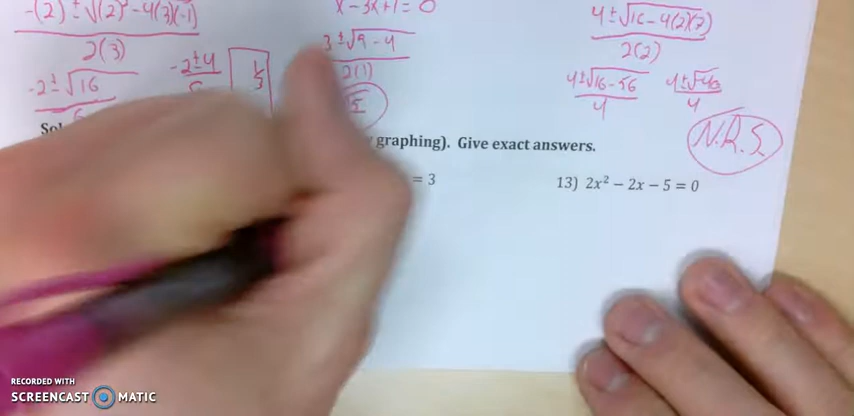 -(2) ± √(2)² - 4(3)(-1)
2(3)
-2 ± √16
-2 ± 4
1/3
x² - 3x + 1 = 0
3 ± √9 - 4
2(1)
4 ± √16 - 4(2)(7)
2(2)
4 ± √16 - 56
4
4 ± √-40
4
N.R.S.
graphing). Give exact answers.
= 3
13) 2x² − 2x − 5 = 0
RECORDED WITH
SCREENCAST MATIC